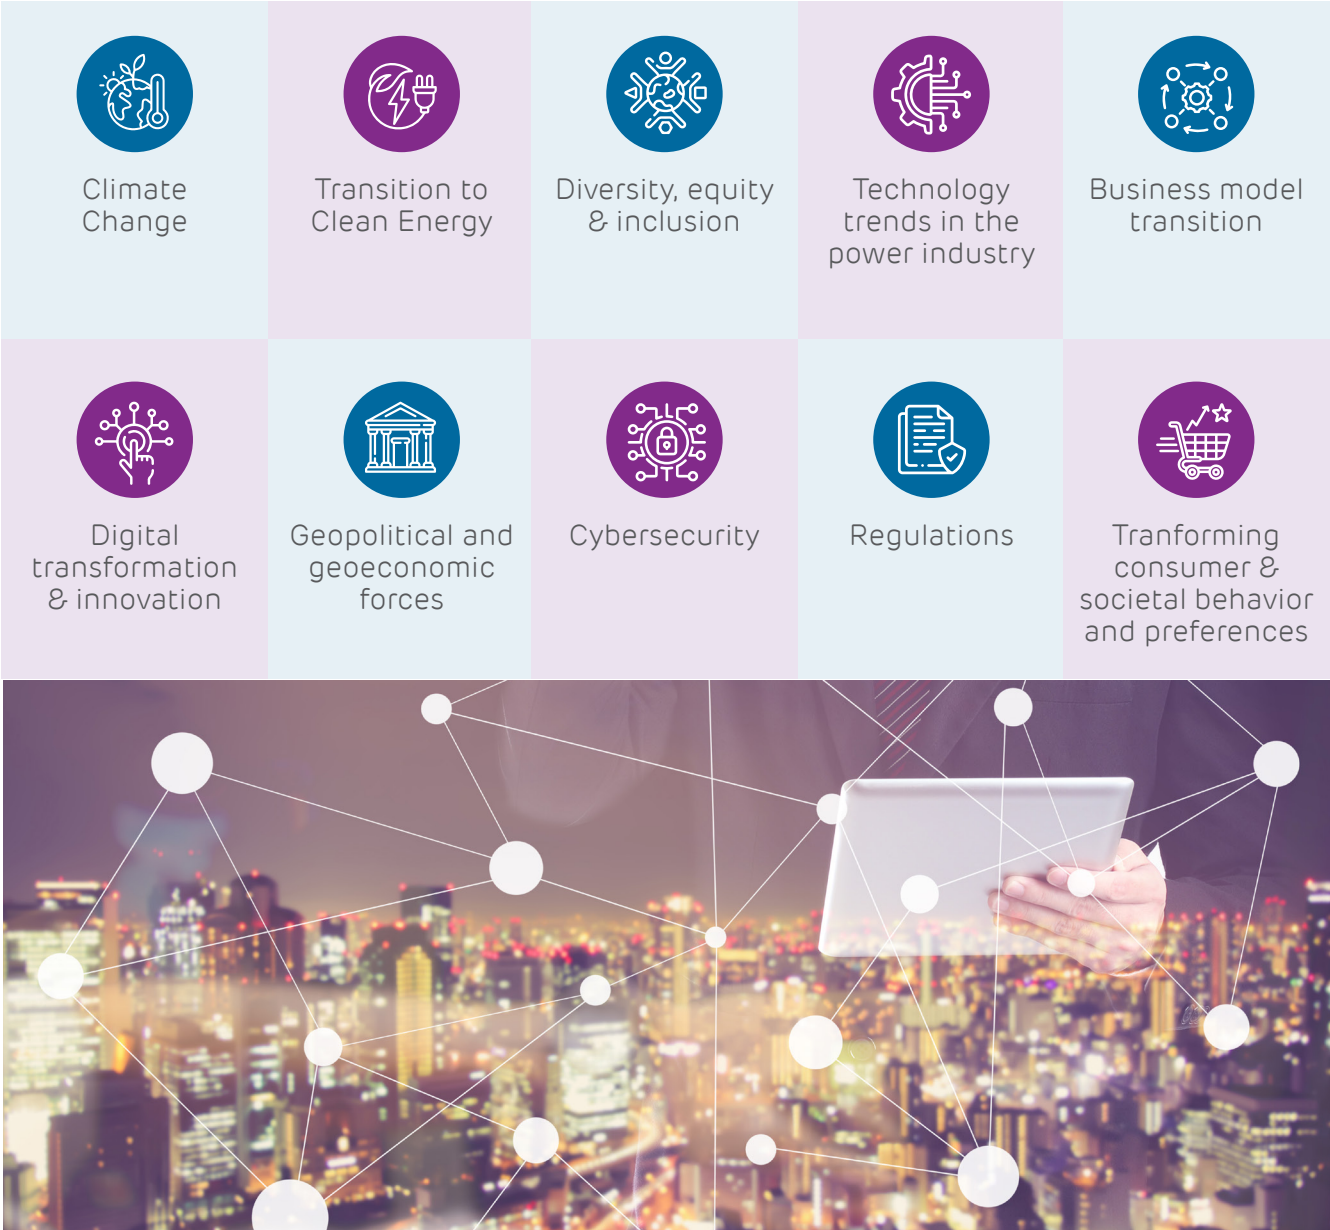 Climate
Change
Transition to
Clean Energy
Diversity, equity
& inclusion
Technology
trends in the
power industry
Business model
transition
Digital
transformation
& innovation
Geopolitical and
geoeconomic
forces
Cybersecurity
Regulations
Tranforming
consumer &
societal behavior
and preferences